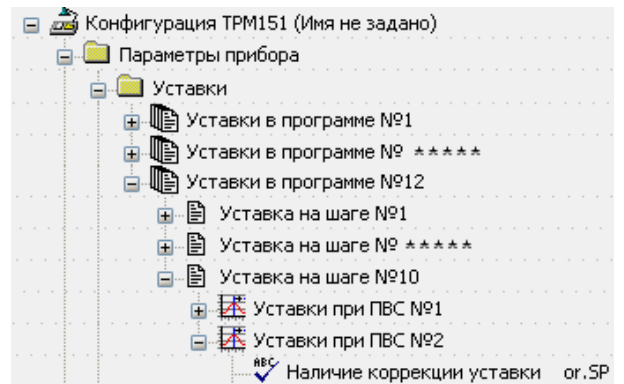 Конфигурация ТРМ151 (Имя не задано)
Параметры прибора
Уставки
Уставки в программе №1
Уставки в программе № *****
Уставки в программе №12
Уставка на шаге №1
Уставка на шаге № *****
Уставка на шаге №10
Уставки при ПВС №1
Уставки при ПВС №2
ABC Наличие коррекции уставки or.SP